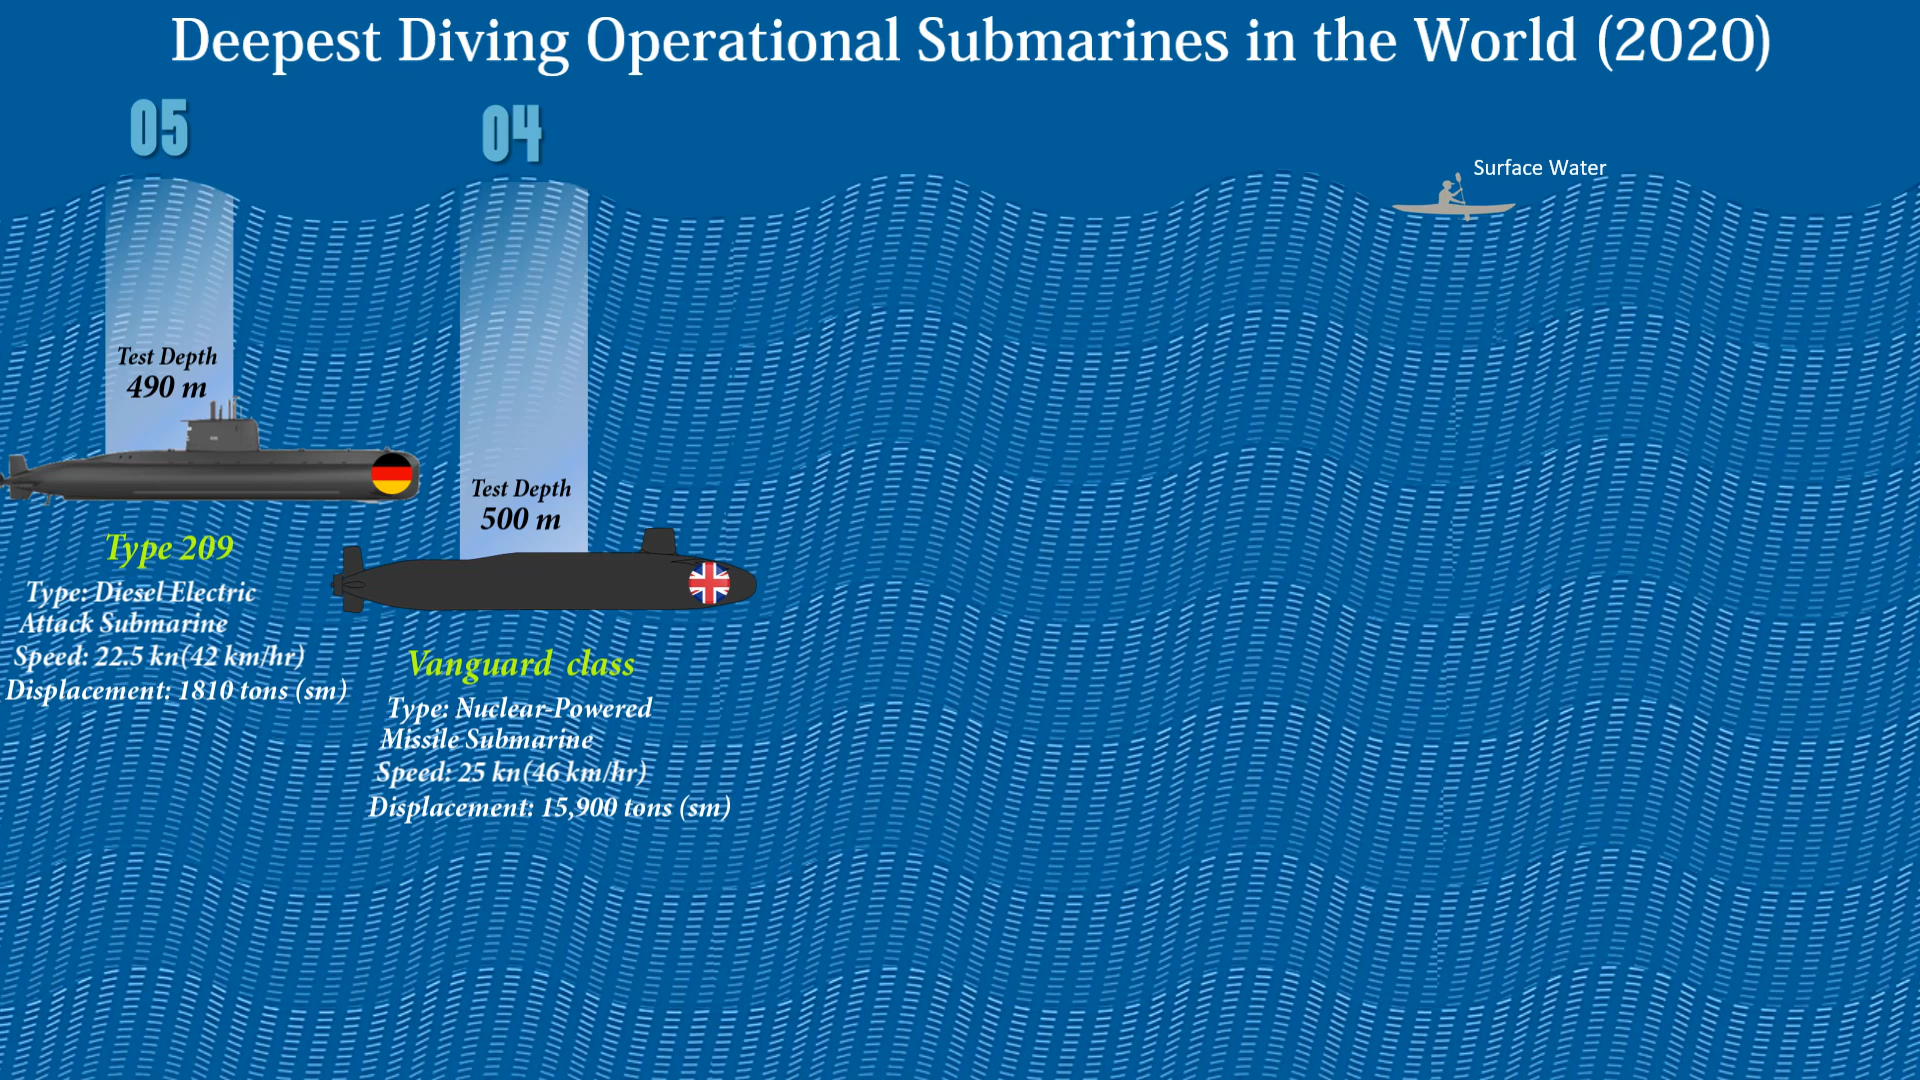 Deepest Diving Operational Submarines in the World (2020)
05
04
Surface Water
Test Depth
490 m
Test Depth
500 m
Type 209
Type: Diesel Electric
Attack Submarine
Speed: 22.5 kn(42 km/hr)
Displacement: 1810 tons (sm)
Vanguard class
Type: Nuclear-Powered
Missile Submarine
Speed: 25 kn(46 km/hr)
Displacement: 15,900 tons (sm)